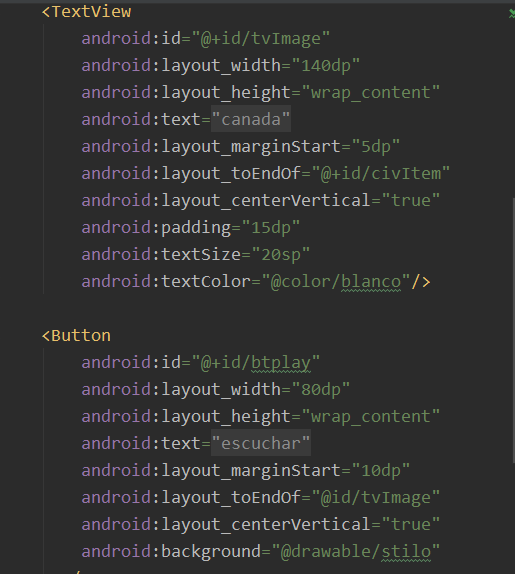 <TextView
android:id="@+id/tvImage"
android:layout_width="140dp"
android:layout_height="wrap_content"
android:text="canada"
android:layout_marginStart="5dp"
android:layout_toEndOf="@+id/civItem"
android:layout_centerVertical="true"
android:padding="15dp"
android:textSize="20sp"
android:textColor="@color/blanco"/>
<Button
android:id="@+id/btplay"
android:layout_width="80dp"
android:layout_height="wrap_content"
android:text="escuchar"
android:layout_marginStart="10dp"
android:layout_toEndOf="@id/tvImage"
android:layout_centerVertical="true"
android:background="@drawable/stilo"